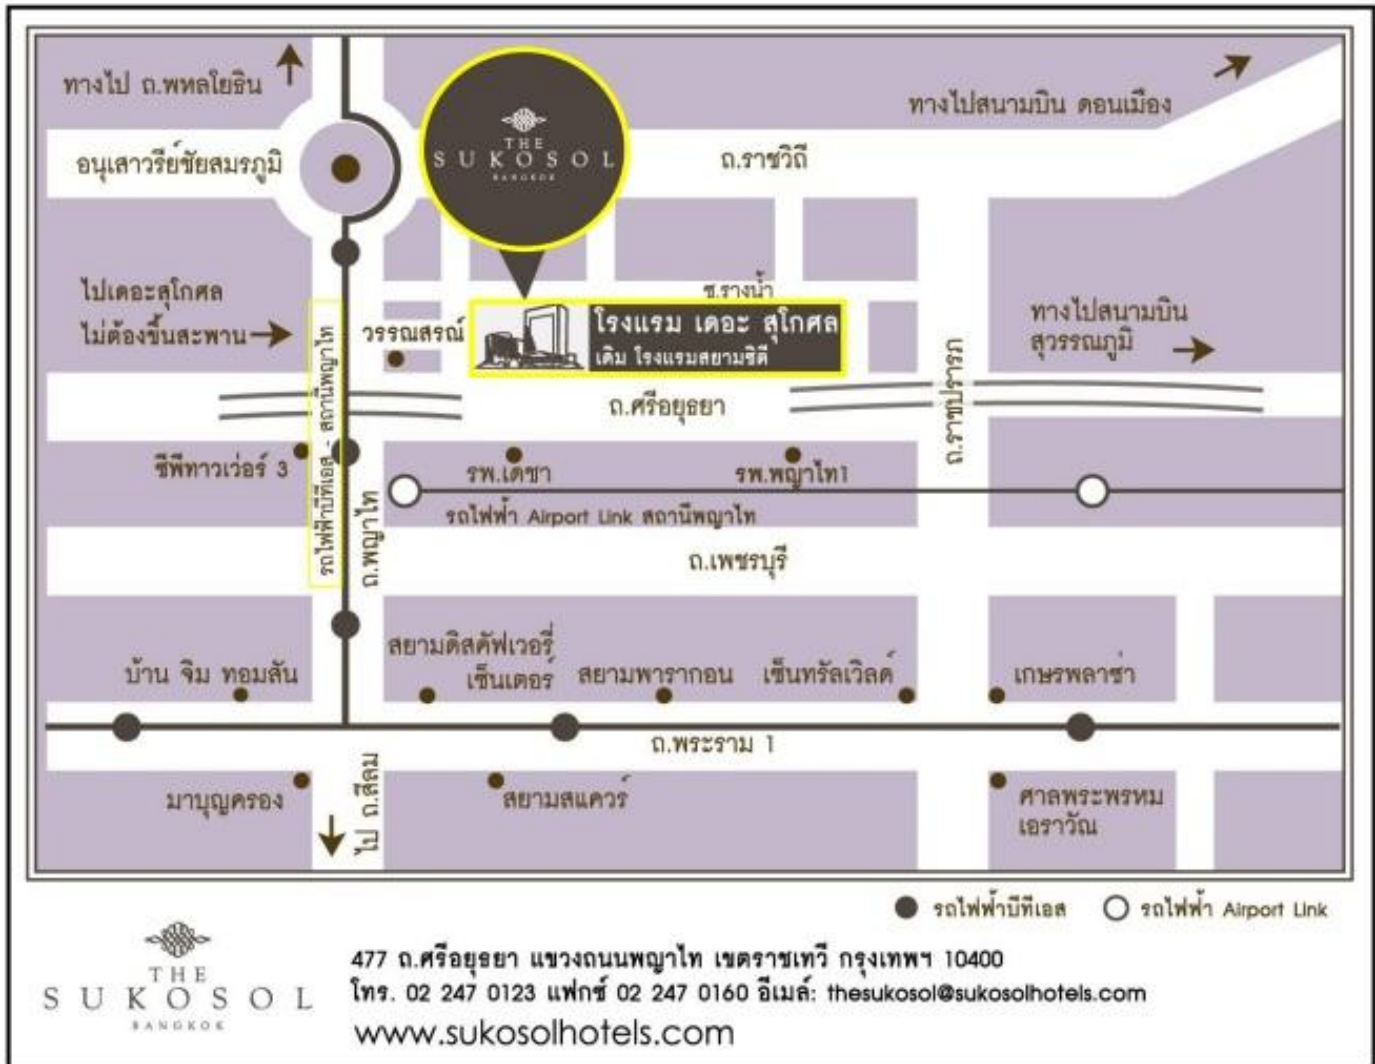 ทางไป ถ.พหลโยธิน
ทางไปสนามบิน ดอนเมือง
อนุเสาวรีย์ชัยสมรภูมิ
THE
SUKOSOL
BANGKOK
ถ.ราชวิถี
ไปเดอะสุโกศล
ไม่ต้องขึ้นสะพาน
ซ.รางน้ำ
วรรณสรณ์
โรงแรม เดอะ สุโกศล
เดิม โรงแรมสยามซิตี
ทางไปสนามบิน
สุวรรณภูมิ
รถไฟฟ้าบีทีเอส - สถานีพญาไท
ถ.ศรีอยุธยา
ถ.ราชปรารภ
ซีพีทาวเว่อร์ 3
รพ.เดชา
รพ.พญาไท1
ถ.พญาไท
รถไฟฟ้า Airport Link สถานีพญาไท
ถ.เพชรบุรี
บ้าน จิม ทอมสัน
สยามดิสคัฟเวอรี่
เซ็นเตอร์
สยามพารากอน
เซ็นทรัลเวิลด์
เกษรพลาซ่า
ถ.พระราม 1
มาบุญครอง
ไป ถ.สีลม
สยามสแควร์
ศาลพระพรหม
เอราวัณ
รถไฟฟ้าบีทีเอส
รถไฟฟ้า Airport Link
THE
SUKOSOL
BANGKOK
477 ถ.ศรีอยุธยา แขวงถนนพญาไท เขตราชเทวี กรุงเทพฯ 10400
โทร. 02 247 0123 แฟกซ์ 02 247 0160 อีเมล์: thesukosol@sukosolhotels.com
www.sukosolhotels.com